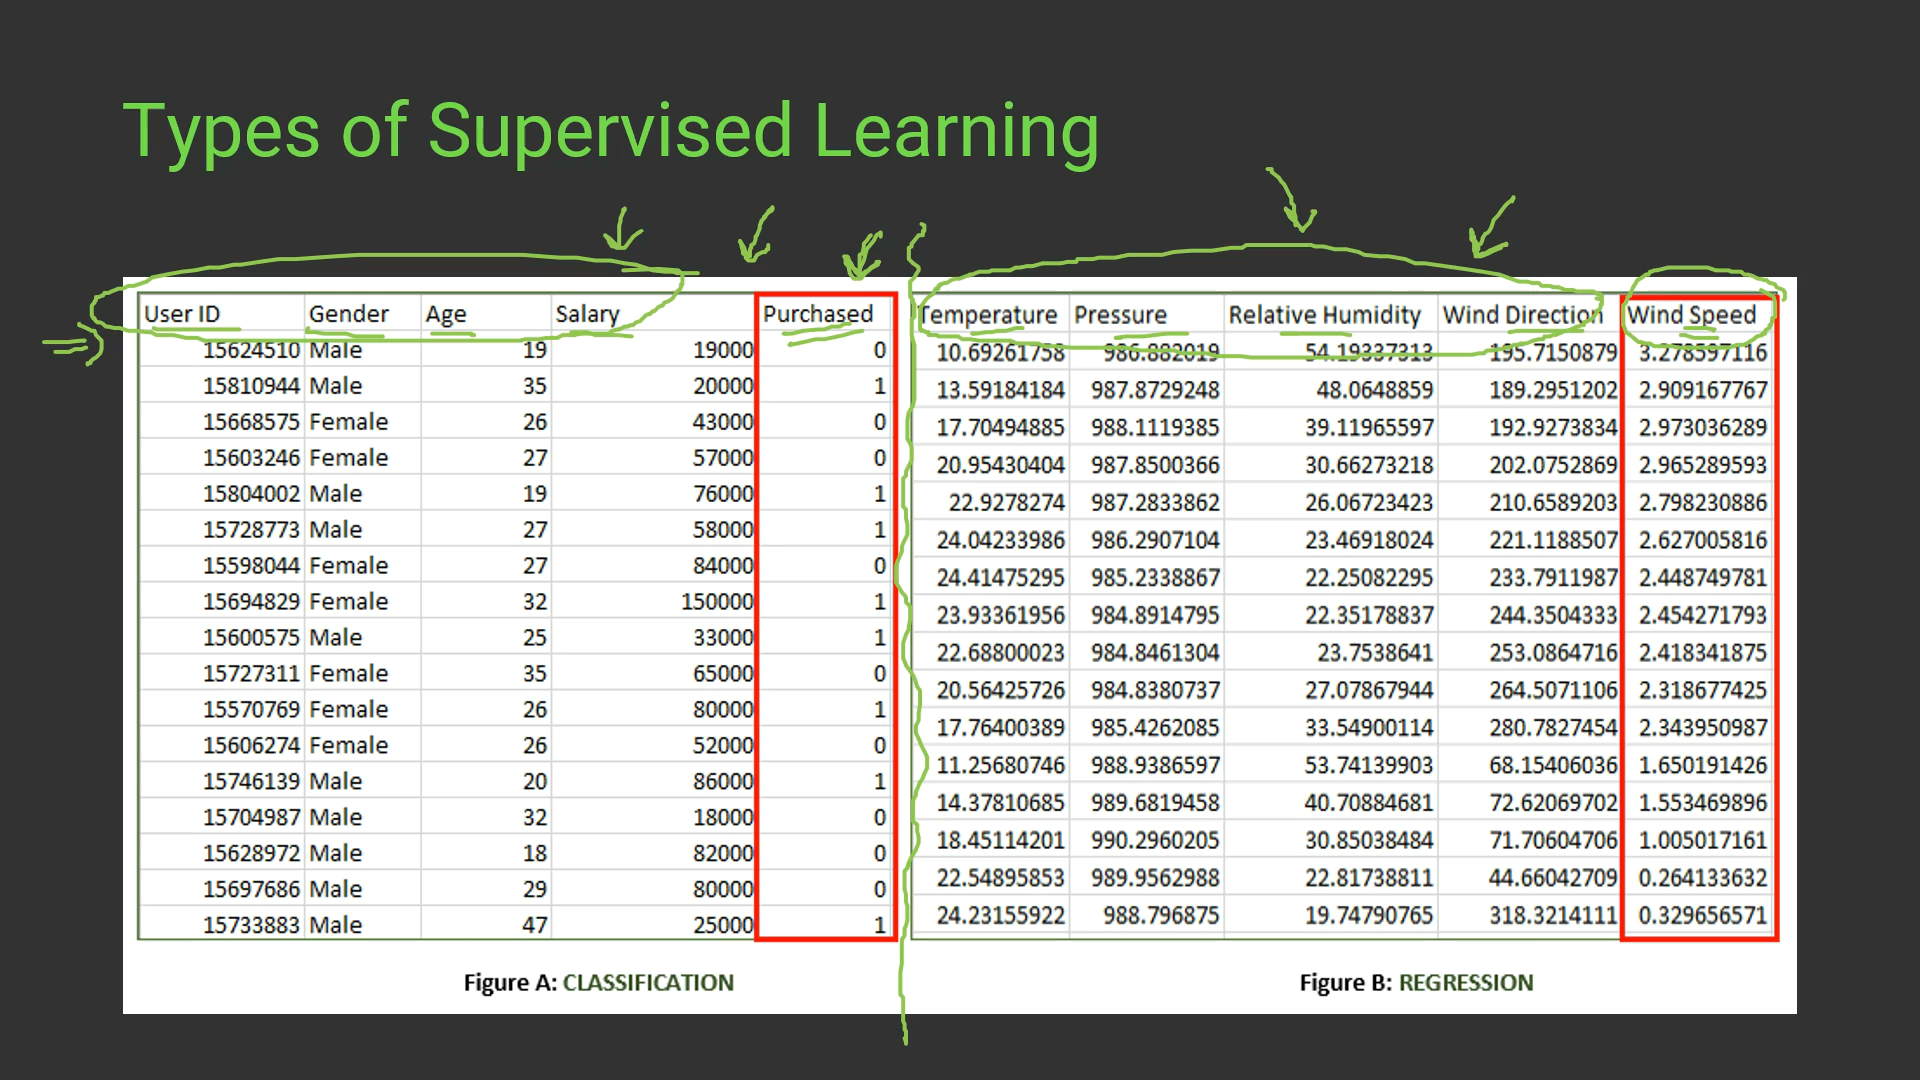 Types of Supervised Learning
User ID Gender Age Salary Purchased
15624510 Male 19 19000 0
15810944 Male 35 20000 1
15668575 Female 26 43000 0
15603246 Female 27 57000 0
15804002 Male 19 76000 1
15728773 Male 27 58000 1
15598044 Female 27 84000 0
15694829 Female 32 150000 1
15600575 Male 25 33000 1
15727311 Female 35 65000 0
15570769 Female 26 80000 1
15606274 Female 26 52000 0
15746139 Male 20 86000 1
15704987 Male 32 18000 0
15628972 Male 18 82000 0
15697686 Male 29 80000 0
15733883 Male 47 25000 1
Figure A: CLASSIFICATION
Temperature Pressure Relative Humidity Wind Direction Wind Speed
10.69261758 986.882019 54.19337313 195.7150879 3.278597116
13.59184184 987.8729248 48.0648859 189.2951202 2.909167767
17.70494885 988.1119385 39.11965597 192.9273834 2.973036289
20.95430404 987.8500366 30.66273218 202.0752869 2.965289593
22.9278274 987.2833862 26.06723423 210.6589203 2.798230886
24.04233986 986.2907104 23.46918024 221.1188507 2.627005816
24.41475295 985.2338867 22.25082295 233.7911987 2.448749781
23.93361956 984.8914795 22.35178837 244.3504333 2.454271793
22.68800023 984.8461304 23.7538641 253.0864716 2.418341875
20.56425726 984.8380737 27.07867944 264.5071106 2.318677425
17.76400389 985.4262085 33.54900114 280.7827454 2.343950987
11.25680746 988.9386597 53.74139903 68.15406036 1.650191426
14.37810685 989.6819458 40.70884681 72.62069702 1.553469896
18.45114201 990.2960205 30.85038484 71.70604706 1.005017161
22.54895853 989.9562988 22.81738811 44.66042709 0.264133632
24.23155922 988.796875 19.74790765 318.3214111 0.329656571
Figure B: REGRESSION